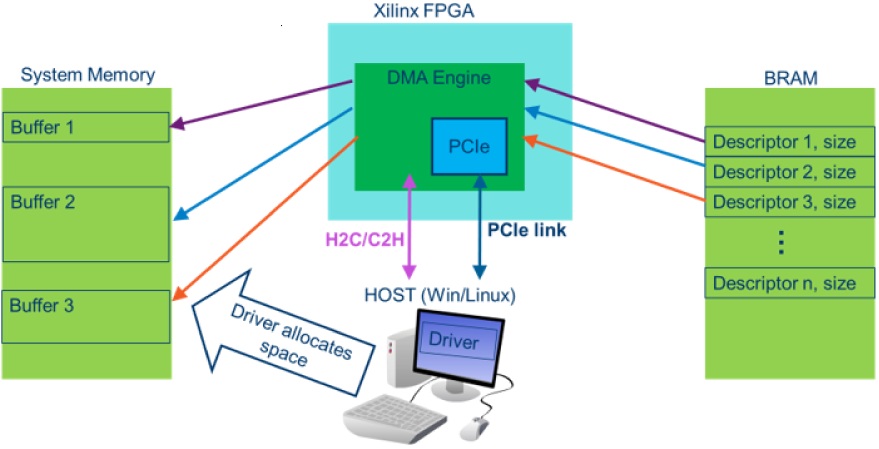 Xilinx FPGA
System Memory
DMA Engine
BRAM
Buffer 1
PCIe
Descriptor 1, size
Descriptor 2, size
Buffer 2
Descriptor 3, size
H2C/C2H
PCIe link
Descriptor n, size
HOST (Win/Linux)
Buffer 3
Driver allocates
space
Driver